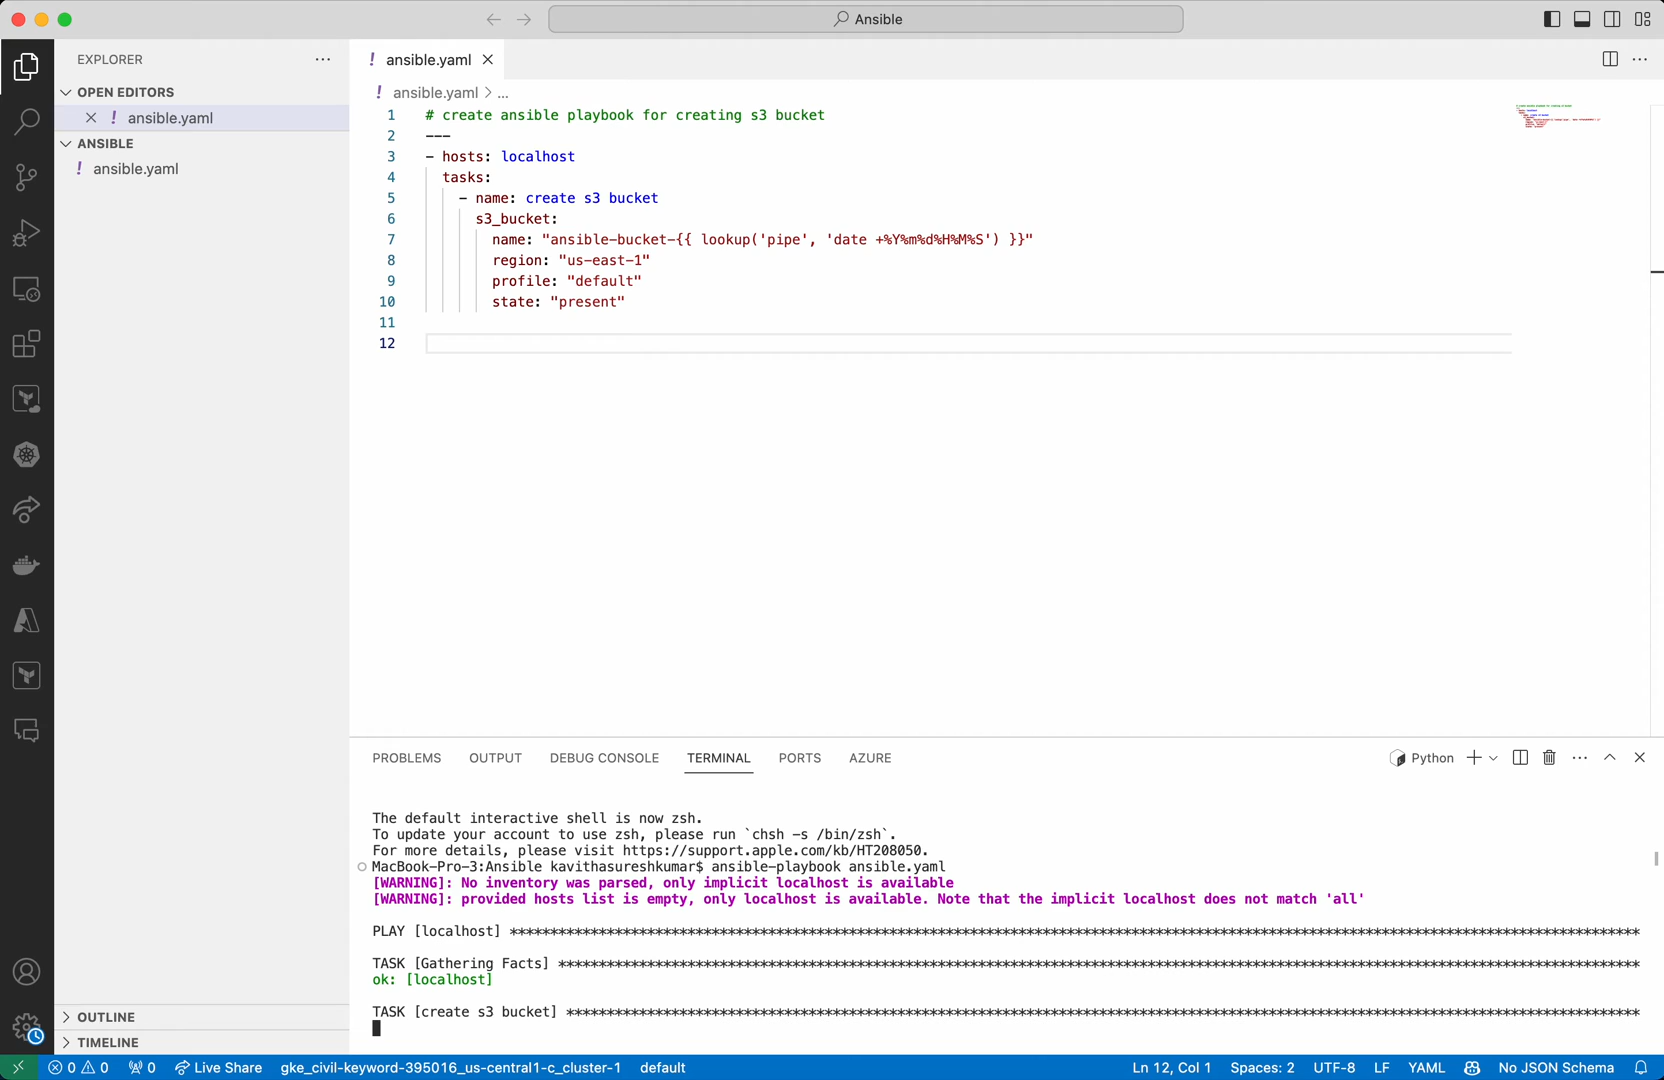 Ansible
EXPLORER
OPEN EDITORS
! ansible.yaml
ANSIBLE
! ansible.yaml
OUTLINE
TIMELINE
! ansible.yaml
! ansible.yaml > ...
1 # create ansible playbook for creating s3 bucket
2 ---
3 - hosts: localhost
4 tasks:
5 - name: create s3 bucket
6 s3_bucket:
7 name: "ansible-bucket-{{ lookup('pipe', 'date +%Y%m%d%H%M%S') }}"
8 region: "us-east-1"
9 profile: "default"
10 state: "present"
11
12
PROBLEMS OUTPUT DEBUG CONSOLE TERMINAL PORTS AZURE
Python
The default interactive shell is now zsh.
To update your account to use zsh, please run `chsh -s /bin/zsh`.
For more details, please visit https://support.apple.com/kb/HT208050.
MacBook-Pro-3:Ansible kavithasureshkumar$ ansible-playbook ansible.yaml
[WARNING]: No inventory was parsed, only implicit localhost is available
[WARNING]: provided hosts list is empty, only localhost is available. Note that the implicit localhost does not match 'all'
PLAY [localhost] ****************************************************************************************************************************************
TASK [Gathering Facts] **********************************************************************************************************************************
ok: [localhost]
TASK [create s3 bucket] *********************************************************************************************************************************
0 0 0 Live Share gke_civil-keyword-395016_us-central1-c_cluster-1 default Ln 12, Col 1 Spaces: 2 UTF-8 LF YAML No JSON Schema